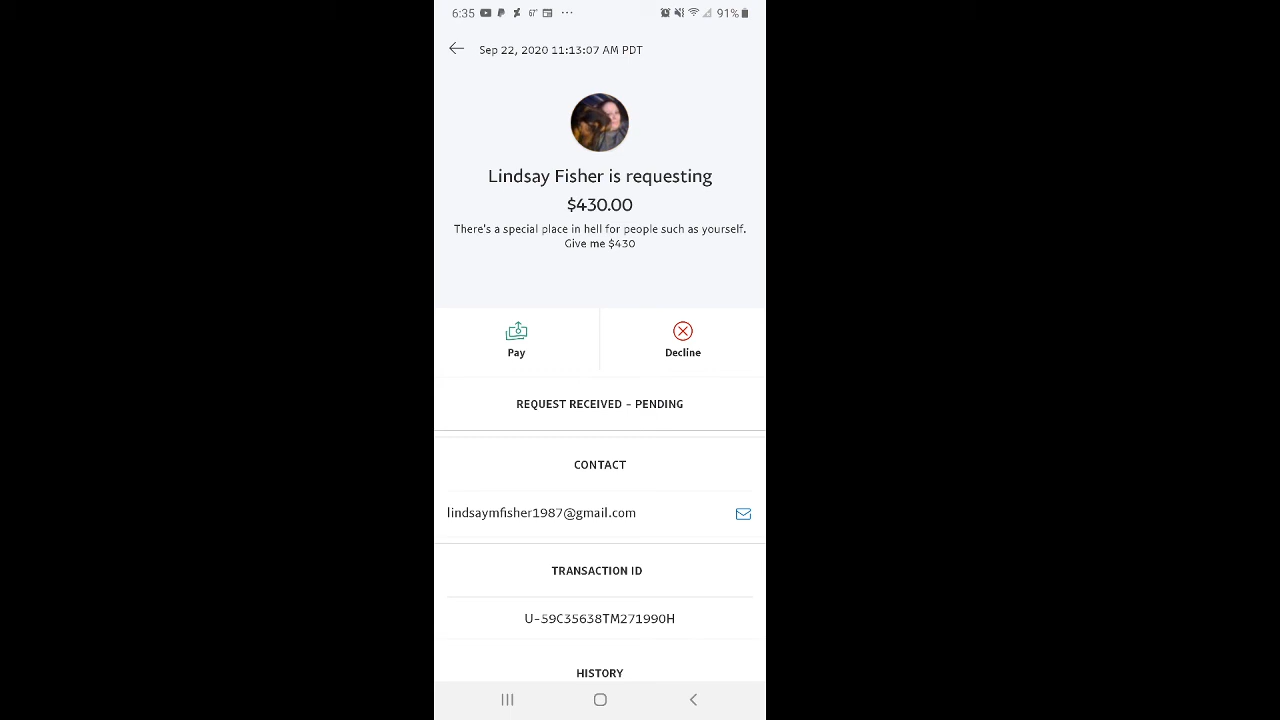 6:35 67° 91%
Sep 22, 2020 11:13:07 AM PDT
Lindsay Fisher is requesting
$430.00
There's a special place in hell for people such as yourself.
Give me $430
Pay Decline
REQUEST RECEIVED - PENDING
CONTACT
lindsaymfisher1987@gmail.com
TRANSACTION ID
U-59C35638TM271990H
HISTORY